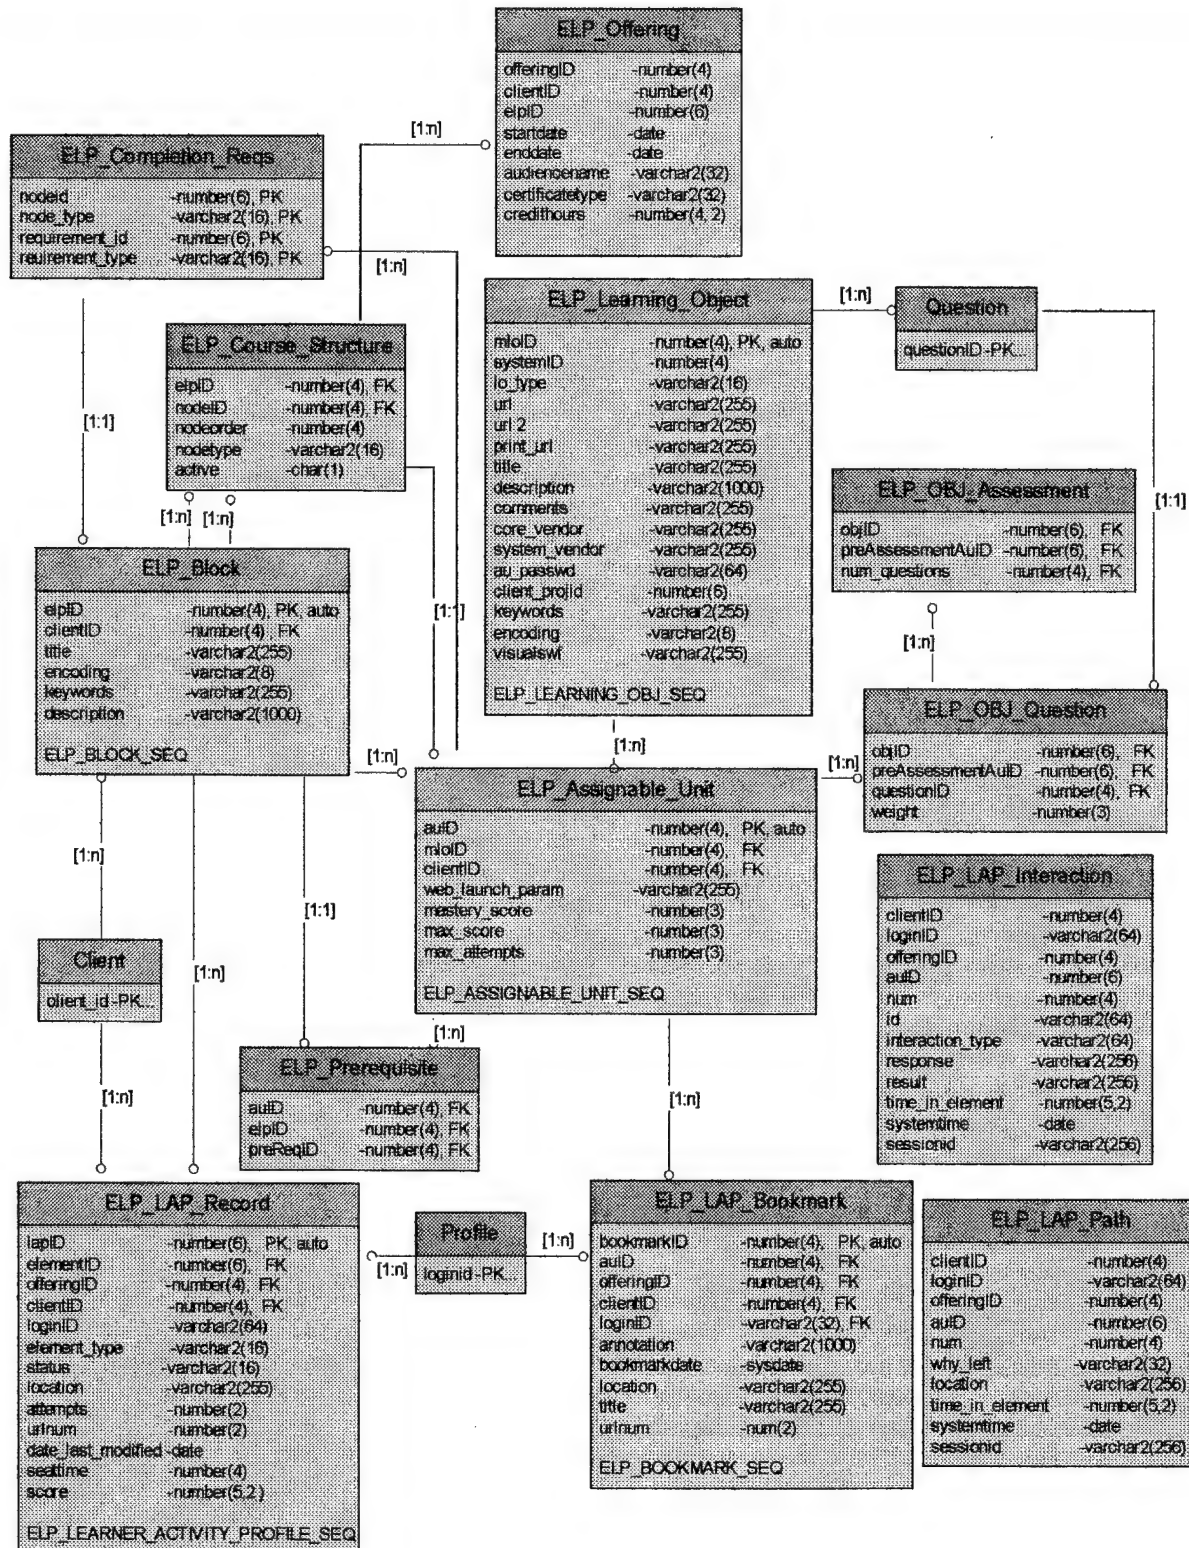 ELP_Offering
offeringID -number(4)
clientID -number(4)
elpID -number(6)
startdate -date
enddate -date
audiencename -varchar2(32)
certificatetype -varchar2(32)
credithours -number(4, 2)
[1:n]
ELP_Completion_Reqs
nodeid -number(6), PK
node_type -varchar2(16), PK
requirement_id -number(6), PK
reuirement_type -varchar2(16), PK
[1:n]
[1:1]
ELP_Course_Structure
elpID -number(4), FK
nodeID -number(4), FK
nodeorder -number(4)
nodetype -varchar2(16)
active -char(1)
[1:n] [1:n]
[1:1]
ELP_Learning_Object
mloID -number(4), PK, auto
systemID -number(4)
lo_type -varchar2(16)
url -varchar2(255)
url 2 -varchar2(255)
print_url -varchar2(255)
title -varchar2(255)
description -varchar2(1000)
comments -varchar2(255)
core_vendor -varchar2(255)
system_vendor -varchar2(255)
au_passwd -varchar2(64)
client_projid -number(6)
keywords -varchar2(255)
encoding -varchar2(8)
visualswf -varchar2(255)
ELP_LEARNING_OBJ_SEQ
[1:n]
[1:n]
Question
questionID -PK...
[1:1]
ELP_OBJ_Assessment
objID -number(6), FK
preAssessmentAuID -number(6), FK
num_questions -number(4), FK
[1:n]
ELP_OBJ_Question
objID -number(6), FK
preAssessmentAuID -number(6), FK
questionID -number(4), FK
weight -number(3)
[1:n]
ELP_Block
elpID -number(4), PK, auto
clientID -number(4) , FK
title -varchar2(255)
encoding -varchar2(8)
keywords -varchar2(255)
description -varchar2(1000)
ELP_BLOCK_SEQ
[1:n]
ELP_Assignable_Unit
auID -number(4), PK, auto
mloID -number(4), FK
clientID -number(4), FK
web_launch_param -varchar2(255)
mastery_score -number(3)
max_score -number(3)
max_attempts -number(3)
ELP_ASSIGNABLE_UNIT_SEQ
[1:n]
[1:n]
[1:1]
[1:n]
[1:n]
Client
client_id -PK...
[1:n]
ELP_Prerequisite
auID -number(4), FK
elpID -number(4), FK
preReqID -number(4), FK
ELP_LAP_Interaction
clientID -number(4)
loginID -varchar2(64)
offeringID -number(4)
auID -number(6)
num -number(4)
id -varchar2(64)
interaction_type -varchar2(64)
response -varchar2(256)
result -varchar2(256)
time_in_element -number(5,2)
systemtime -date
sessionid -varchar2(256)
ELP_LAP_Record
lapID -number(6), PK, auto
elementID -number(6), FK
offeringID -number(4), FK
clientID -number(4), FK
loginID -varchar2(64)
element_type -varchar2(16)
status -varchar2(16)
location -varchar2(255)
attempts -number(2)
urlnum -number(2)
date_last_modified -date
seattime -number(4)
score -number(5,2)
ELP_LEARNER_ACTIVITY_PROFILE_SEQ
[1:n]
Profile
loginid -PK...
[1:n]
ELP_LAP_Bookmark
bookmarkID -number(4), PK, auto
auID -number(4), FK
offeringID -number(4), FK
clientID -number(4), FK
loginID -varchar2(32), FK
annotation -varchar2(1000)
bookmarkdate -sysdate
location -varchar2(255)
title -varchar2(255)
urlnum -num(2)
ELP_BOOKMARK_SEQ
ELP_LAP_Path
clientID -number(4)
loginID -varchar2(64)
offeringID -number(4)
auID -number(6)
num -number(4)
why_left -varchar2(32)
location -varchar2(256)
time_in_element -number(5,2)
systemtime -date
sessionid -varchar2(256)